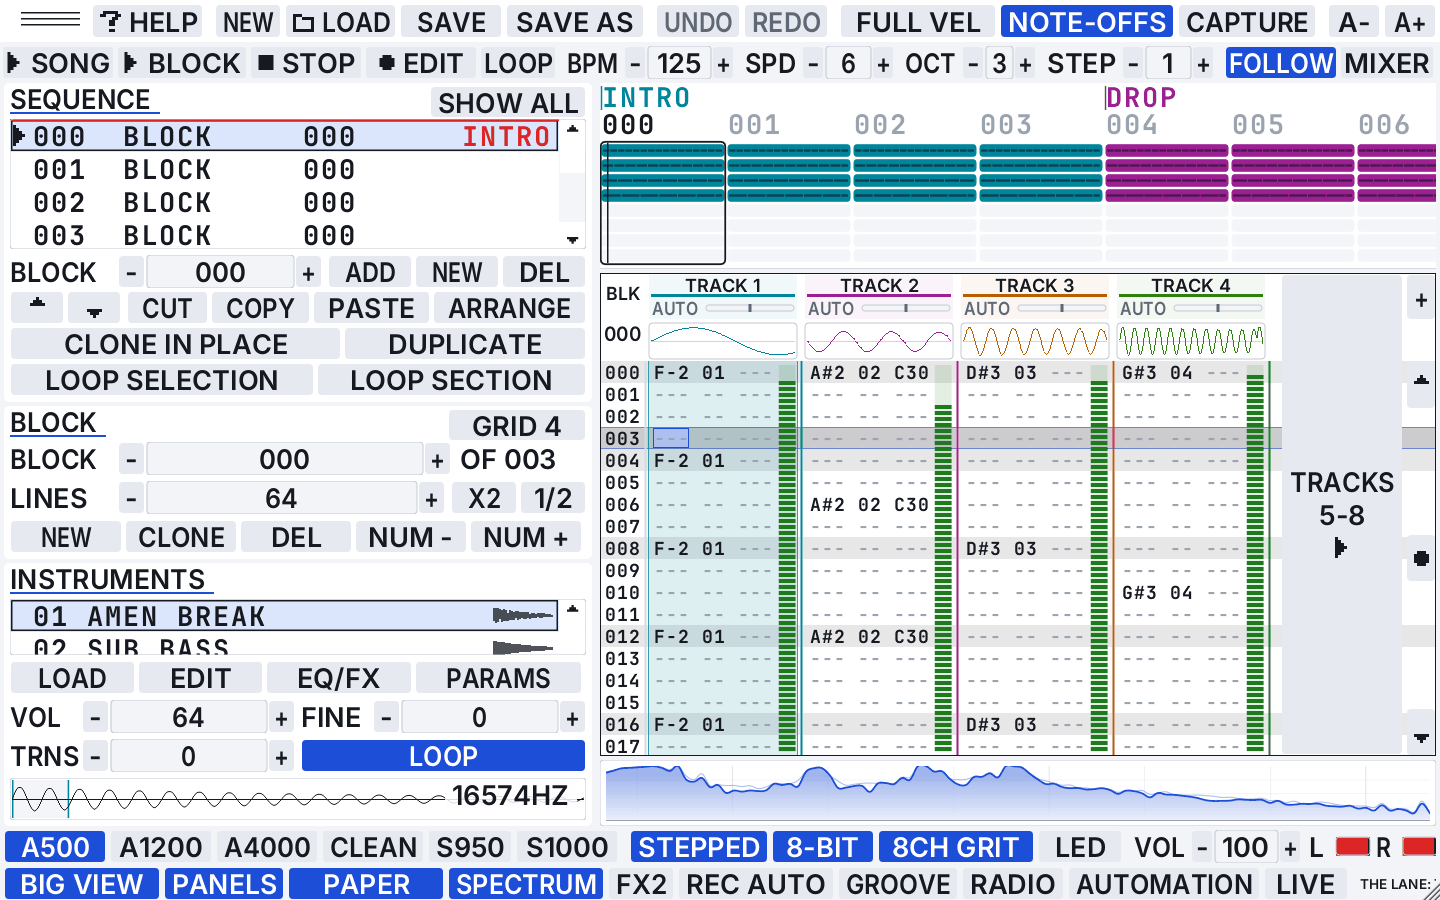 ? HELP NEW LOAD SAVE SAVE AS UNDO REDO FULL VEL NOTE-OFFS CAPTURE A- A+
SONG BLOCK STOP EDIT LOOP BPM - 125 + SPD - 6 + OCT - 3 + STEP - 1 + FOLLOW MIXER
SEQUENCE SHOW ALL
000 BLOCK 000 INTRO
001 BLOCK 000
002 BLOCK 000
003 BLOCK 000
BLOCK - 000 + ADD NEW DEL
CUT COPY PASTE ARRANGE
CLONE IN PLACE DUPLICATE
LOOP SELECTION LOOP SECTION
BLOCK GRID 4
BLOCK - 000 + OF 003
LINES - 64 + X2 1/2
NEW CLONE DEL NUM - NUM +
INSTRUMENTS
01 AMEN BREAK
02 SUB BASS
LOAD EDIT EQ/FX PARAMS
VOL - 64 + FINE - 0 +
TRNS - 0 + LOOP
16574HZ
INTRO DROP
000 001 002 003 004 005 006
BLK TRACK 1 TRACK 2 TRACK 3 TRACK 4 +
AUTO AUTO AUTO AUTO
000
000 F-2 01 --- A#2 02 C30 D#3 03 --- G#3 04 ---
001 --- -- --- --- -- --- --- -- --- --- -- ---
002 --- -- --- --- -- --- --- -- --- --- -- ---
003 --- -- --- --- -- --- --- -- --- --- -- ---
004 F-2 01 --- --- -- --- --- -- --- --- -- ---
005 --- -- --- --- -- --- --- -- --- --- -- ---
006 --- -- --- A#2 02 C30 --- -- --- --- -- ---
007 --- -- --- --- -- --- --- -- --- --- -- ---
008 F-2 01 --- --- -- --- D#3 03 --- --- -- ---
009 --- -- --- --- -- --- --- -- --- --- -- ---
010 --- -- --- --- -- --- --- -- --- G#3 04 ---
011 --- -- --- --- -- --- --- -- --- --- -- ---
012 F-2 01 --- A#2 02 C30 --- -- --- --- -- ---
013 --- -- --- --- -- --- --- -- --- --- -- ---
014 --- -- --- --- -- --- --- -- --- --- -- ---
015 --- -- --- --- -- --- --- -- --- --- -- ---
016 F-2 01 --- --- -- --- D#3 03 --- --- -- ---
017 --- -- --- --- -- --- --- -- --- --- -- ---
TRACKS
5-8
A500 A1200 A4000 CLEAN S950 S1000 STEPPED 8-BIT 8CH GRIT LED VOL - 100 + L R
BIG VIEW PANELS PAPER SPECTRUM FX2 REC AUTO GROOVE RADIO AUTOMATION LIVE THE LANE: